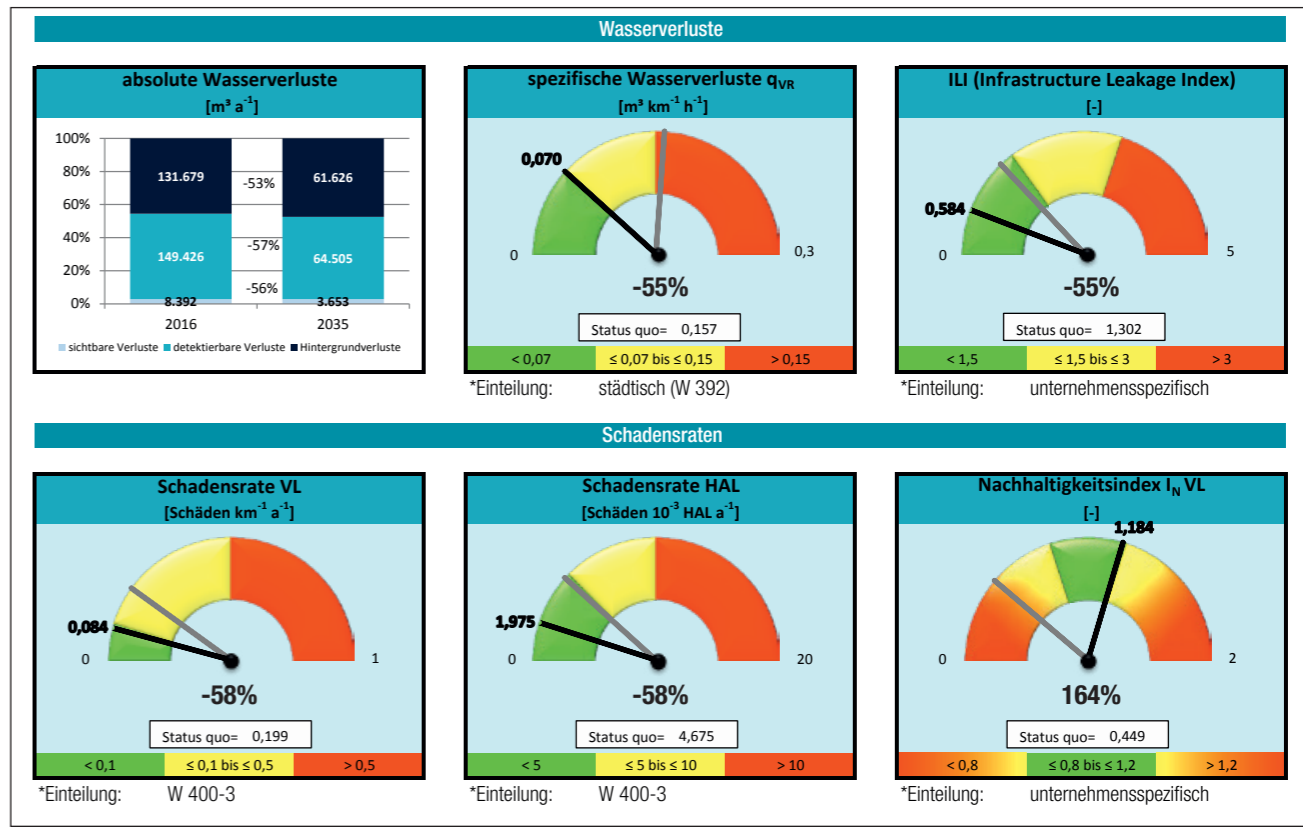 Wasserverluste
absolute Wasserverluste
[m³ a⁻¹]
100%
80%
60%
40%
20%
0%
131.679
149.426
8.392
-53%
-57%
-56%
61.626
64.505
3.653
2016
2035
sichtbare Verluste
detektierbare Verluste
Hintergrundverluste
spezifische Wasserverluste qVR
[m³ km⁻¹ h⁻¹]
0,070
0
0,3
-55%
Status quo= 0,157
< 0,07
≤ 0,07 bis ≤ 0,15
> 0,15
*Einteilung: städtisch (W 392)
ILI (Infrastructure Leakage Index)
[-]
0,584
0
5
-55%
Status quo= 1,302
< 1,5
≤ 1,5 bis ≤ 3
> 3
*Einteilung: unternehmensspezifisch
Schadensraten
Schadensrate VL
[Schäden km⁻¹ a⁻¹]
0,084
0
1
-58%
Status quo= 0,199
< 0,1
≤ 0,1 bis ≤ 0,5
> 0,5
*Einteilung: W 400-3
Schadensrate HAL
[Schäden 10⁻³ HAL a⁻¹]
1,975
0
20
-58%
Status quo= 4,675
< 5
≤ 5 bis ≤ 10
> 10
*Einteilung: W 400-3
Nachhaltigkeitsindex IN VL
[-]
1,184
0
2
164%
Status quo= 0,449
< 0,8
≤ 0,8 bis ≤ 1,2
> 1,2
*Einteilung: unternehmensspezifisch